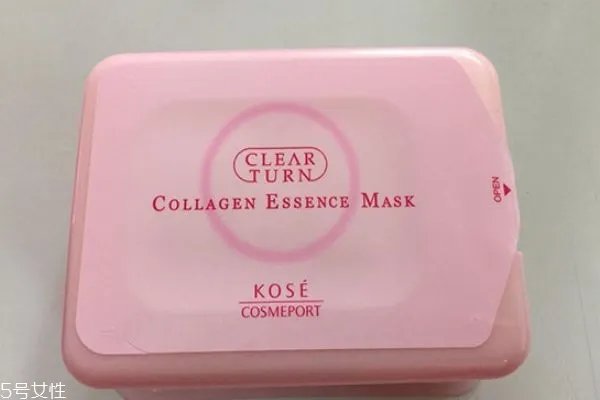 CLEAR
TURN
COLLAGEN ESSENCE MASK
OPEN
KOSÉ
COSMEPORT
5号女性